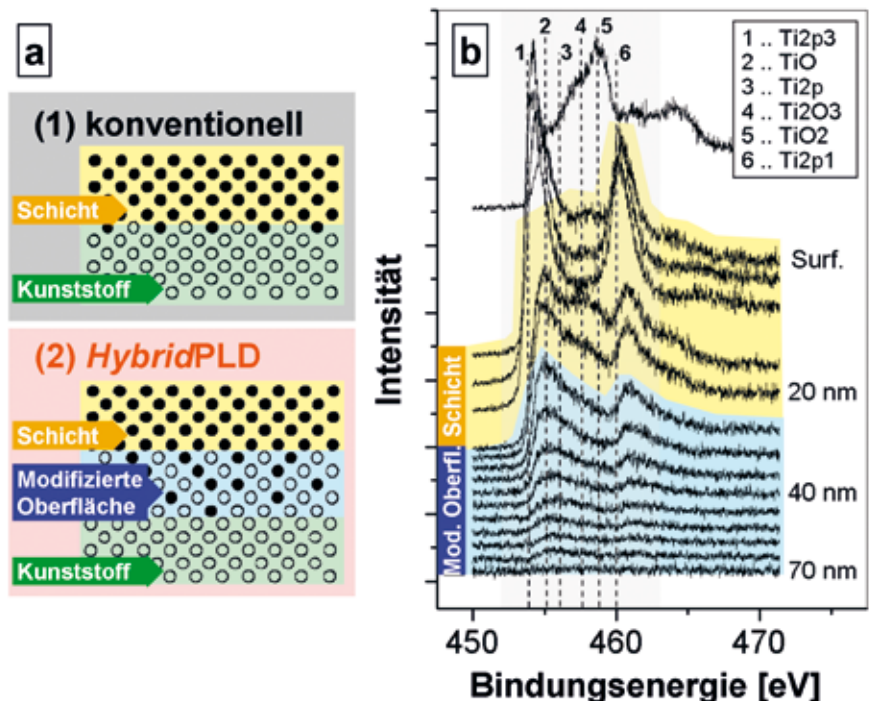 a
(1) konventionell
Schicht
Kunststoff
(2) HybridPLD
Schicht
Modifizierte
Oberfläche
Kunststoff
b
1 2 3 4 5 6
1 .. Ti2p3
2 .. TiO
3 .. Ti2p
4 .. Ti2O3
5 .. TiO2
6 .. Ti2p1
Intensität
Schicht
Mod. Oberfl.
Surf.
20 nm
40 nm
70 nm
450 460 470
Bindungsenergie [eV]